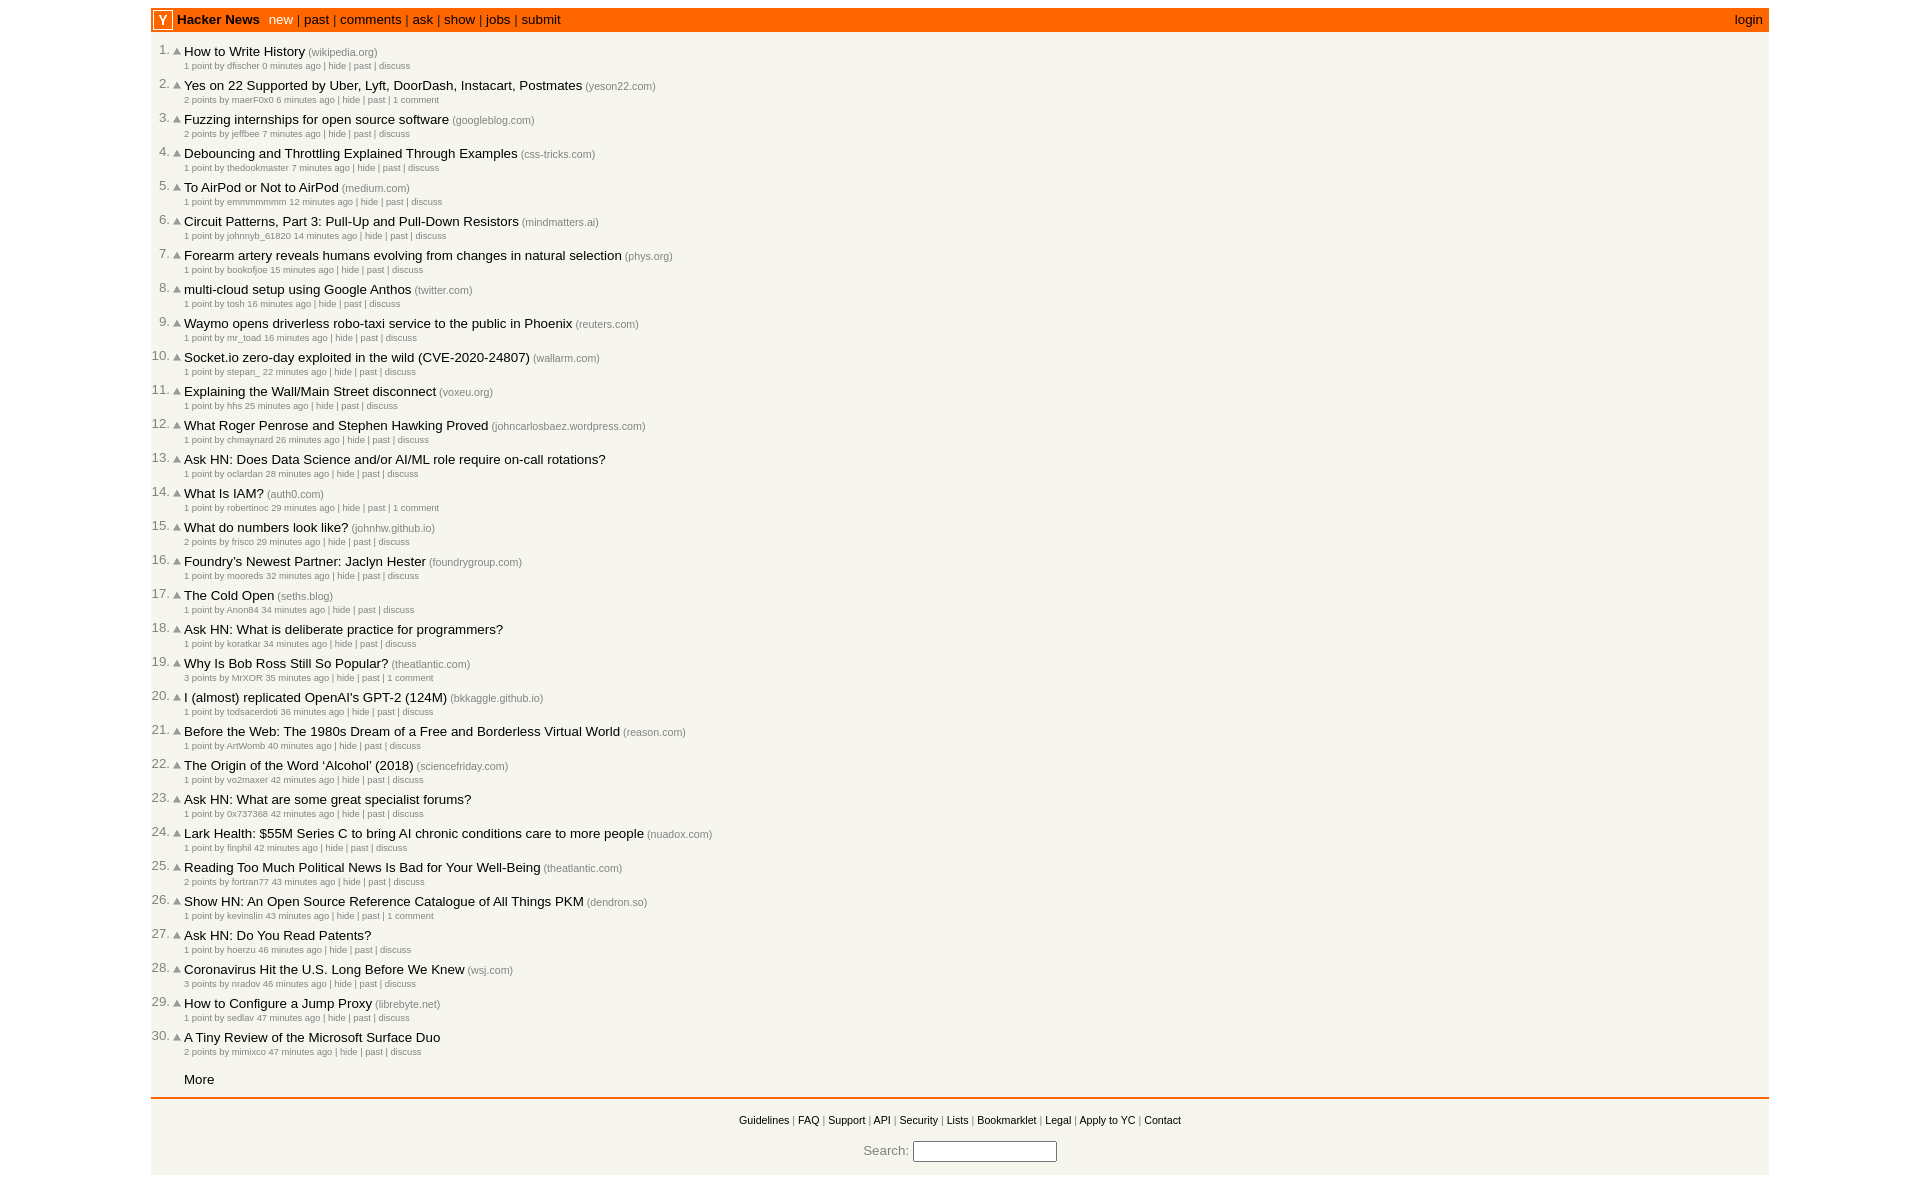 Y Hacker News new | past | comments | ask | show | jobs | submit login
1. How to Write History (wikipedia.org)
1 point by dfischer 0 minutes ago | hide | past | discuss
2. Yes on 22 Supported by Uber, Lyft, DoorDash, Instacart, Postmates (yeson22.com)
2 points by maerF0x0 6 minutes ago | hide | past | 1 comment
3. Fuzzing internships for open source software (googleblog.com)
2 points by jeffbee 7 minutes ago | hide | past | discuss
4. Debouncing and Throttling Explained Through Examples (css-tricks.com)
1 point by thedookmaster 7 minutes ago | hide | past | discuss
5. To AirPod or Not to AirPod (medium.com)
1 point by emmmmmmm 12 minutes ago | hide | past | discuss
6. Circuit Patterns, Part 3: Pull-Up and Pull-Down Resistors (mindmatters.ai)
1 point by johnnyb_61820 14 minutes ago | hide | past | discuss
7. Forearm artery reveals humans evolving from changes in natural selection (phys.org)
1 point by bookofjoe 15 minutes ago | hide | past | discuss
8. multi-cloud setup using Google Anthos (twitter.com)
1 point by tosh 16 minutes ago | hide | past | discuss
9. Waymo opens driverless robo-taxi service to the public in Phoenix (reuters.com)
1 point by mr_toad 16 minutes ago | hide | past | discuss
10. Socket.io zero-day exploited in the wild (CVE-2020-24807) (wallarm.com)
1 point by stepan_ 22 minutes ago | hide | past | discuss
11. Explaining the Wall/Main Street disconnect (voxeu.org)
1 point by hhs 25 minutes ago | hide | past | discuss
12. What Roger Penrose and Stephen Hawking Proved (johncarlosbaez.wordpress.com)
1 point by chmaynard 26 minutes ago | hide | past | discuss
13. Ask HN: Does Data Science and/or AI/ML role require on-call rotations?
1 point by oclardan 28 minutes ago | hide | past | discuss
14. What Is IAM? (auth0.com)
1 point by robertinoc 29 minutes ago | hide | past | 1 comment
15. What do numbers look like? (johnhw.github.io)
2 points by frisco 29 minutes ago | hide | past | discuss
16. Foundry’s Newest Partner: Jaclyn Hester (foundrygroup.com)
1 point by mooreds 32 minutes ago | hide | past | discuss
17. The Cold Open (seths.blog)
1 point by Anon84 34 minutes ago | hide | past | discuss
18. Ask HN: What is deliberate practice for programmers?
1 point by koratkar 34 minutes ago | hide | past | discuss
19. Why Is Bob Ross Still So Popular? (theatlantic.com)
3 points by MrXOR 35 minutes ago | hide | past | 1 comment
20. I (almost) replicated OpenAI's GPT-2 (124M) (bkkaggle.github.io)
1 point by todsacerdoti 36 minutes ago | hide | past | discuss
21. Before the Web: The 1980s Dream of a Free and Borderless Virtual World (reason.com)
1 point by ArtWomb 40 minutes ago | hide | past | discuss
22. The Origin of the Word ‘Alcohol’ (2018) (sciencefriday.com)
1 point by vo2maxer 42 minutes ago | hide | past | discuss
23. Ask HN: What are some great specialist forums?
1 point by 0x737368 42 minutes ago | hide | past | discuss
24. Lark Health: $55M Series C to bring AI chronic conditions care to more people (nuadox.com)
1 point by finphil 42 minutes ago | hide | past | discuss
25. Reading Too Much Political News Is Bad for Your Well-Being (theatlantic.com)
2 points by fortran77 43 minutes ago | hide | past | discuss
26. Show HN: An Open Source Reference Catalogue of All Things PKM (dendron.so)
1 point by kevinslin 43 minutes ago | hide | past | 1 comment
27. Ask HN: Do You Read Patents?
1 point by hoerzu 46 minutes ago | hide | past | discuss
28. Coronavirus Hit the U.S. Long Before We Knew (wsj.com)
3 points by nradov 46 minutes ago | hide | past | discuss
29. How to Configure a Jump Proxy (librebyte.net)
1 point by sedlav 47 minutes ago | hide | past | discuss
30. A Tiny Review of the Microsoft Surface Duo
2 points by mimixco 47 minutes ago | hide | past | discuss
More
Guidelines | FAQ | Support | API | Security | Lists | Bookmarklet | Legal | Apply to YC | Contact
Search: